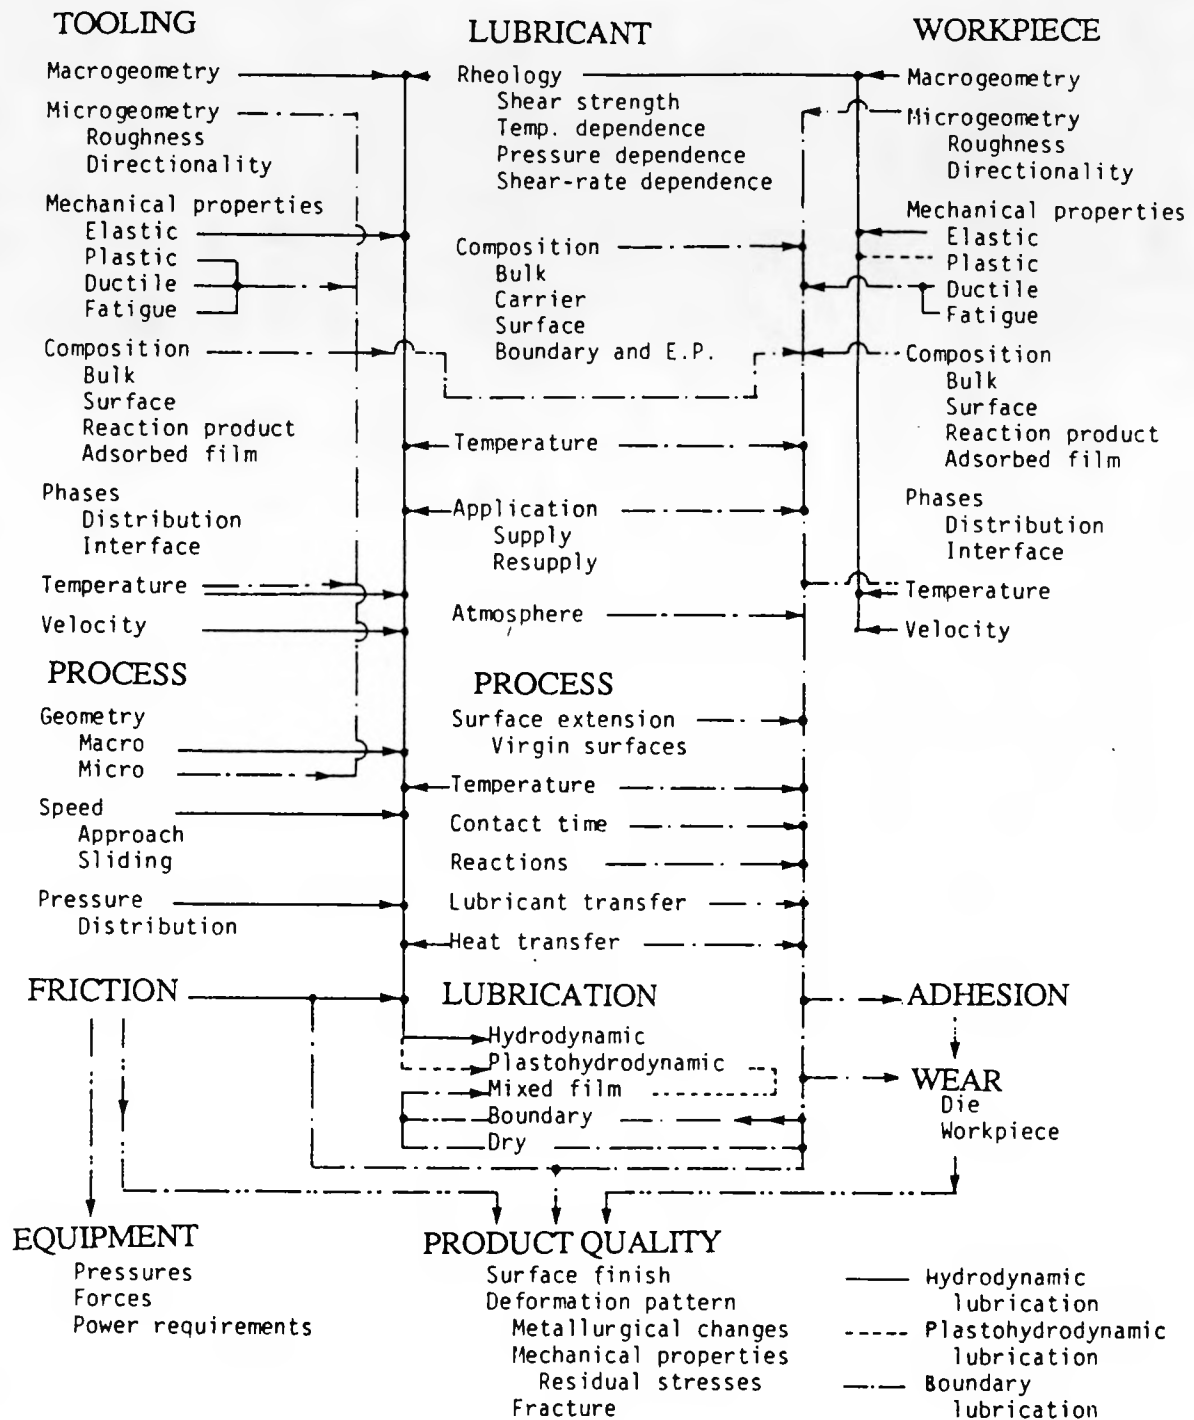 TOOLING
Macrogeometry
Microgeometry
Roughness
Directionality
Mechanical properties
Elastic
Plastic
Ductile
Fatigue
Composition
Bulk
Surface
Reaction product
Adsorbed film
Phases
Distribution
Interface
Temperature
Velocity
PROCESS
Geometry
Macro
Micro
Speed
Approach
Sliding
Pressure
Distribution
FRICTION
EQUIPMENT
Pressures
Forces
Power requirements
LUBRICANT
Rheology
Shear strength
Temp. dependence
Pressure dependence
Shear-rate dependence
Composition
Bulk
Carrier
Surface
Boundary and E.P.
Temperature
Application
Supply
Resupply
Atmosphere
PROCESS
Surface extension
Virgin surfaces
Temperature
Contact time
Reactions
Lubricant transfer
Heat transfer
LUBRICATION
Hydrodynamic
Plastohydrodynamic
Mixed film
Boundary
Dry
PRODUCT QUALITY
Surface finish
Deformation pattern
Metallurgical changes
Mechanical properties
Residual stresses
Fracture
WORKPIECE
Macrogeometry
Microgeometry
Roughness
Directionality
Mechanical properties
Elastic
Plastic
Ductile
Fatigue
Composition
Bulk
Surface
Reaction product
Adsorbed film
Phases
Distribution
Interface
Temperature
Velocity
ADHESION
WEAR
Die
Workpiece
Hydrodynamic
lubrication
Plastohydrodynamic
lubrication
Boundary
lubrication